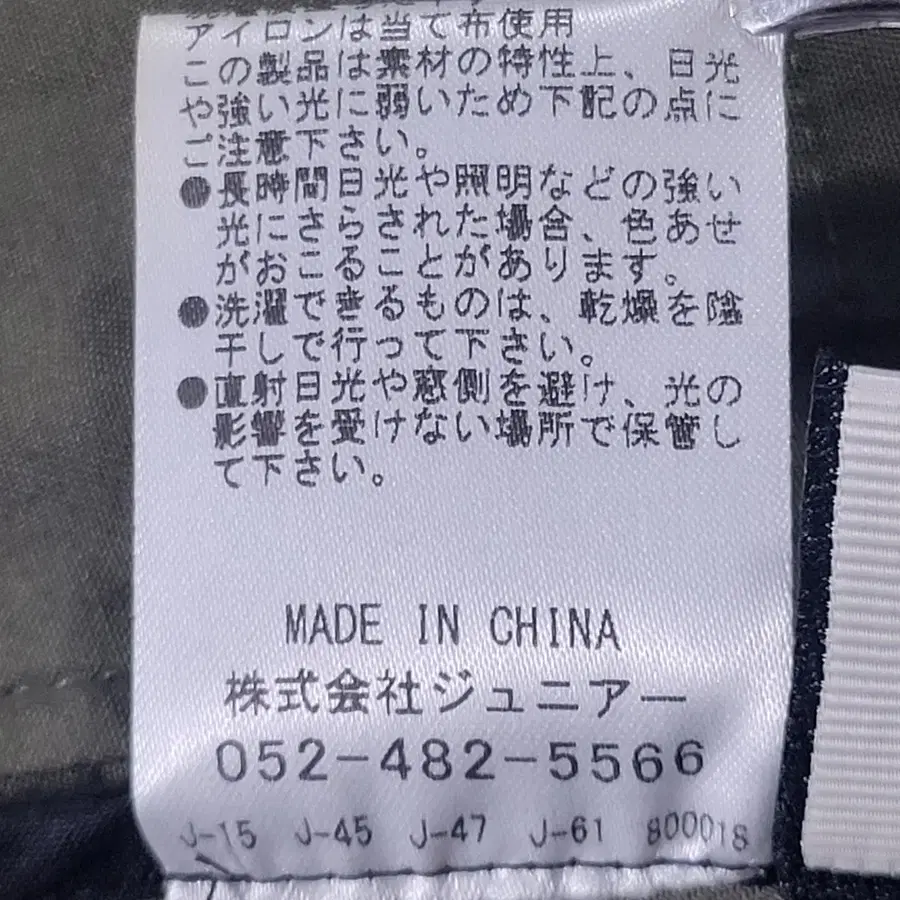 アイロンは当て布使用
この製品は素材の特性上、日光
や強い光に弱いため下記の点に
ご注意下さい。
●長時間日光や照明などの強い
光にさらされた場合、色あせ
がおこることがあります。
●洗濯できるものは、乾燥を陰
干しで行って下さい。
●直射日光や窓側を避け、光の
影響を受けない場所で保管し
て下さい。
MADE IN CHINA
株式会社ジュニアー
052-482-5566
J-15 J-45 J-47 J-61 800018